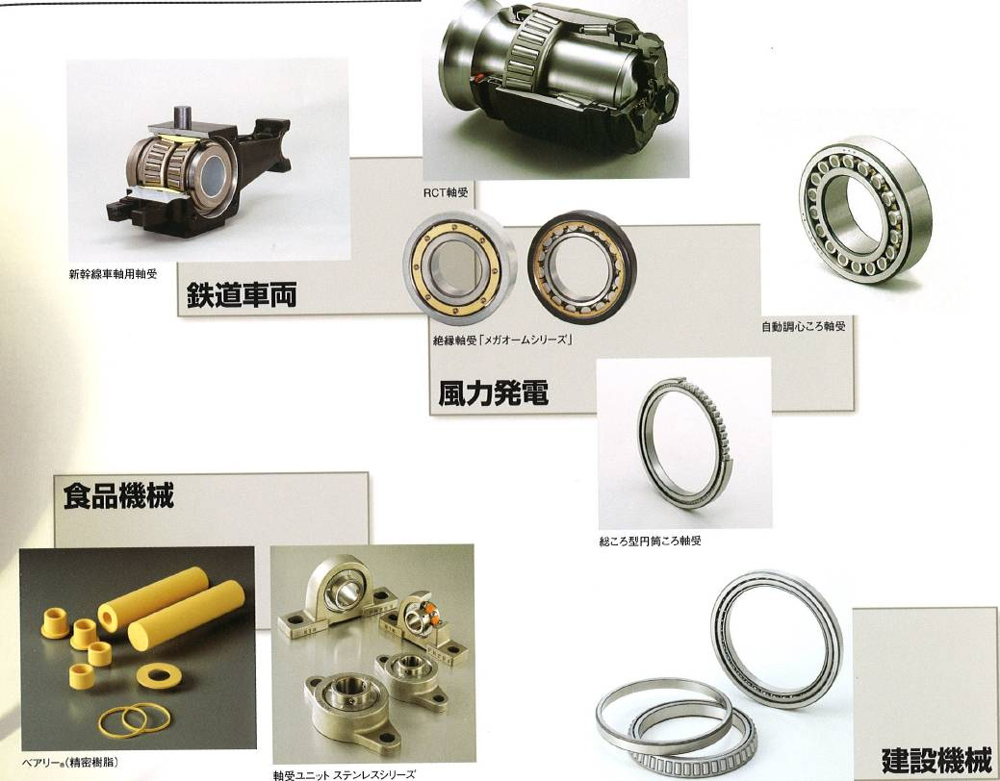 RCT軸受
新幹線車軸用軸受
鉄道車両
自動調心ころ軸受
絶縁軸受「メガオームシリーズ」
風力発電
食品機械
総ころ型円筒ころ軸受
ベアリー®(精密樹脂)
軸受ユニット ステンレスシリーズ
建設機械